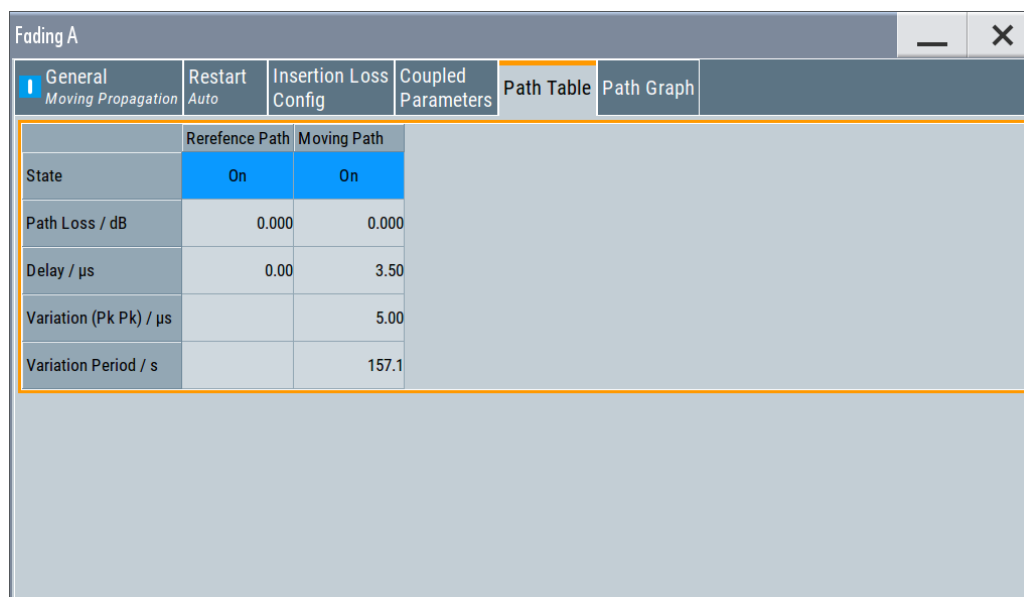 Fading A
General
Moving Propagation
Restart
Auto
Insertion Loss
Config
Coupled
Parameters
Path Table
Path Graph
Rerefence Path Moving Path
State On On
Path Loss / dB 0.000 0.000
Delay / µs 0.00 3.50
Variation (Pk Pk) / µs 5.00
Variation Period / s 157.1